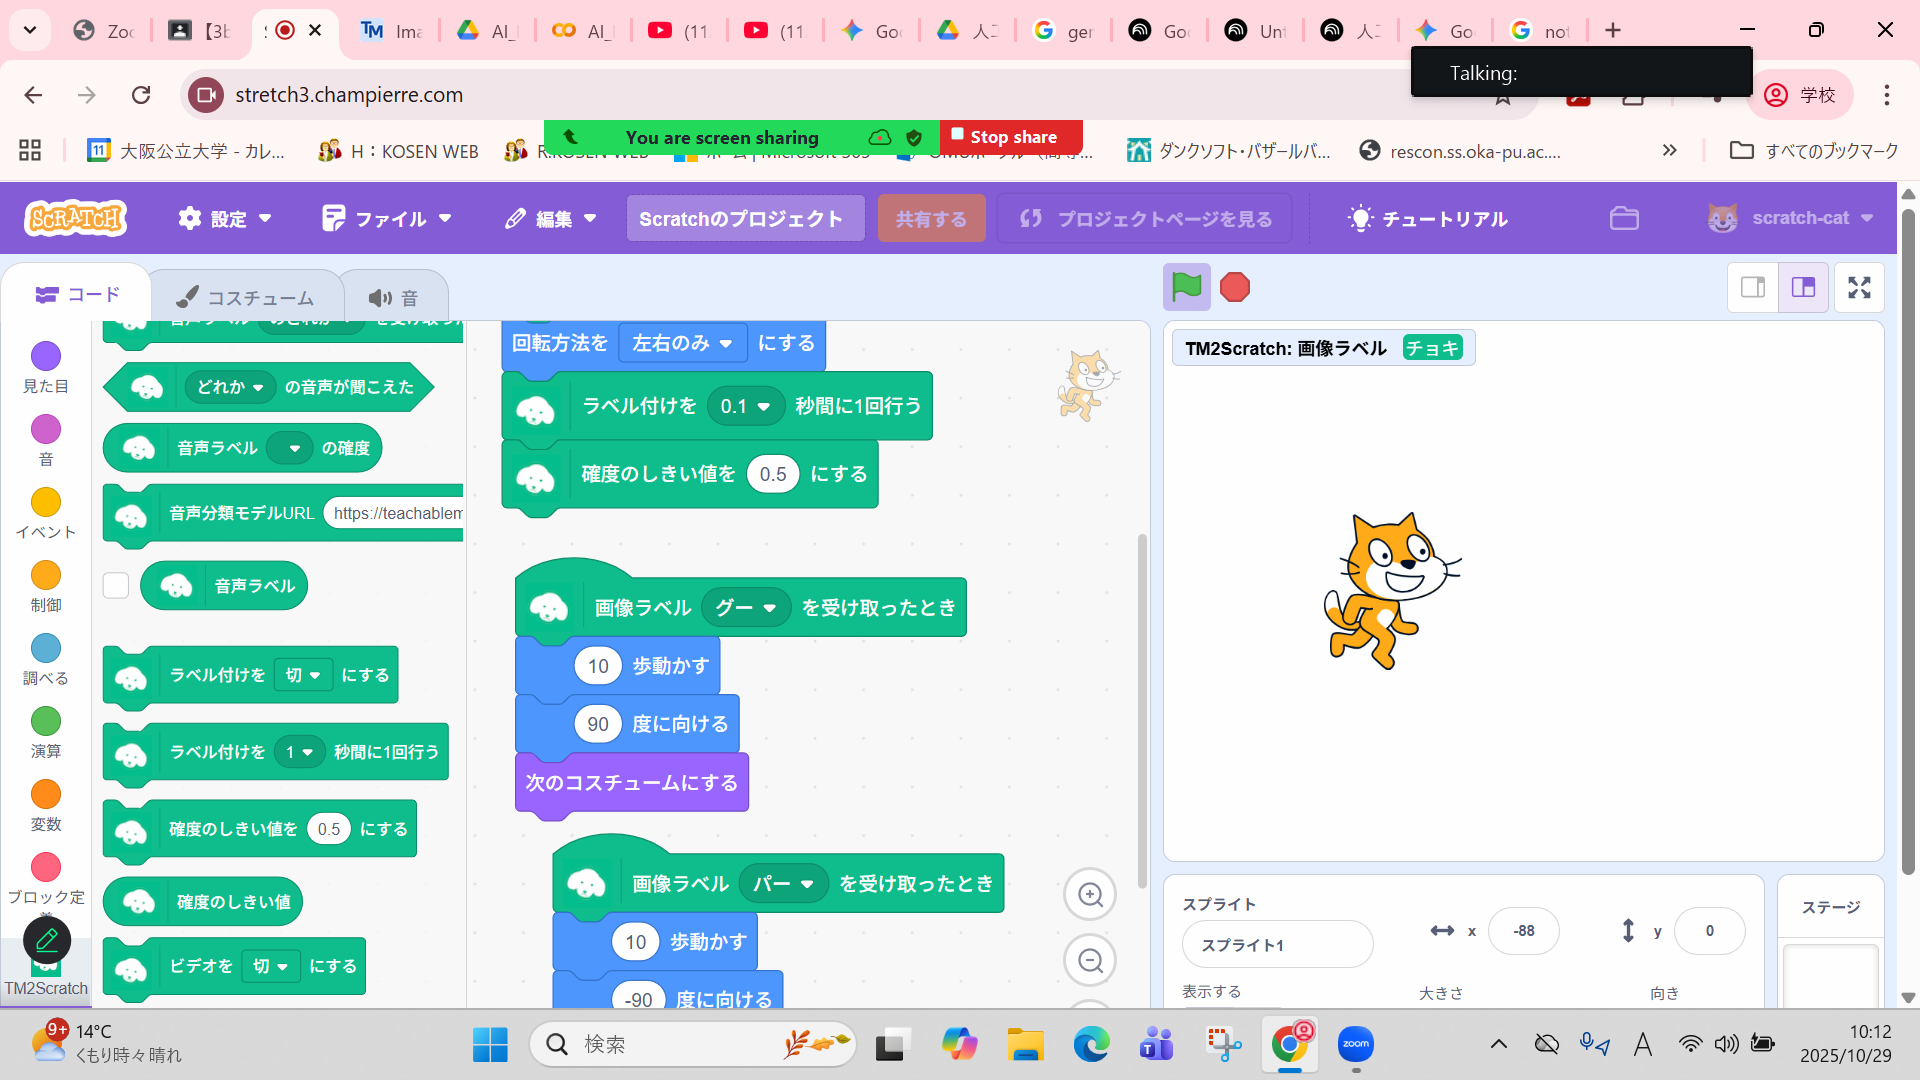 Zoc
【3b
Ima
AI_
AI_
(11
(11
Goo
人工
ger
Goo
Unt
人工
Goo
not
Talking:
stretch3.champierre.com
学校
You are screen sharing
Stop share
大阪公立大学 - カレ...
H：KOSEN WEB
R:KOSEN WEB
ホーム | Microsoft 365
ダンクソフト・バザールバ...
rescon.ss.oka-pu.ac....
すべてのブックマーク
SCRATCH
設定
ファイル
編集
Scratchのプロジェクト
共有する
プロジェクトページを見る
チュートリアル
scratch-cat
コード
コスチューム
音
見た目
音
イベント
制御
調べる
演算
変数
ブロック定
TM2Scratch
どれか の音声が聞こえた
音声ラベル の確度
音声分類モデルURL https://teachablem
音声ラベル
ラベル付けを 切 にする
ラベル付けを 1 秒間に1回行う
確度のしきい値を 0.5 にする
確度のしきい値
ビデオを 切 にする
回転方法を 左右のみ にする
ラベル付けを 0.1 秒間に1回行う
確度のしきい値を 0.5 にする
画像ラベル グー を受け取ったとき
10 歩動かす
90 度に向ける
次のコスチュームにする
画像ラベル パー を受け取ったとき
10 歩動かす
-90 度に向ける
TM2Scratch: 画像ラベル チョキ
スプライト
スプライト1
x -88
y 0
表示する
大きさ
向き
ステージ
9+
14°C
くもり時々晴れ
検索
zoom
A
10:12
2025/10/29